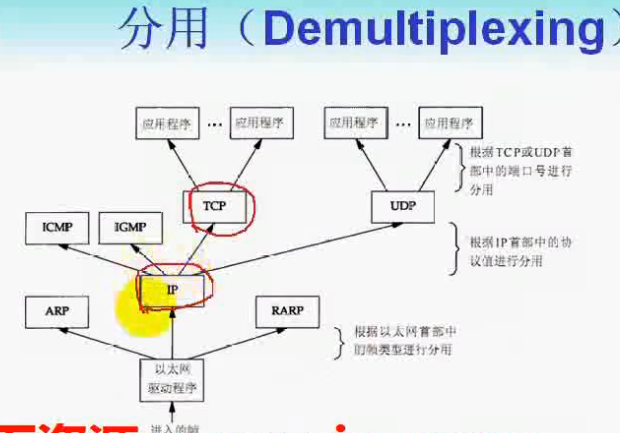 分用（Demultiplexing）
应用程序 ... 应用程序 应用程序 ... 应用程序
根据TCP或UDP首
部中的端口号进行
分用
TCP UDP
ICMP IGMP
根据IP首部中的协
议值进行分用
IP
ARP RARP
根据以太网首部中
的帧类型进行分用
以太网
驱动程序
进入的帧